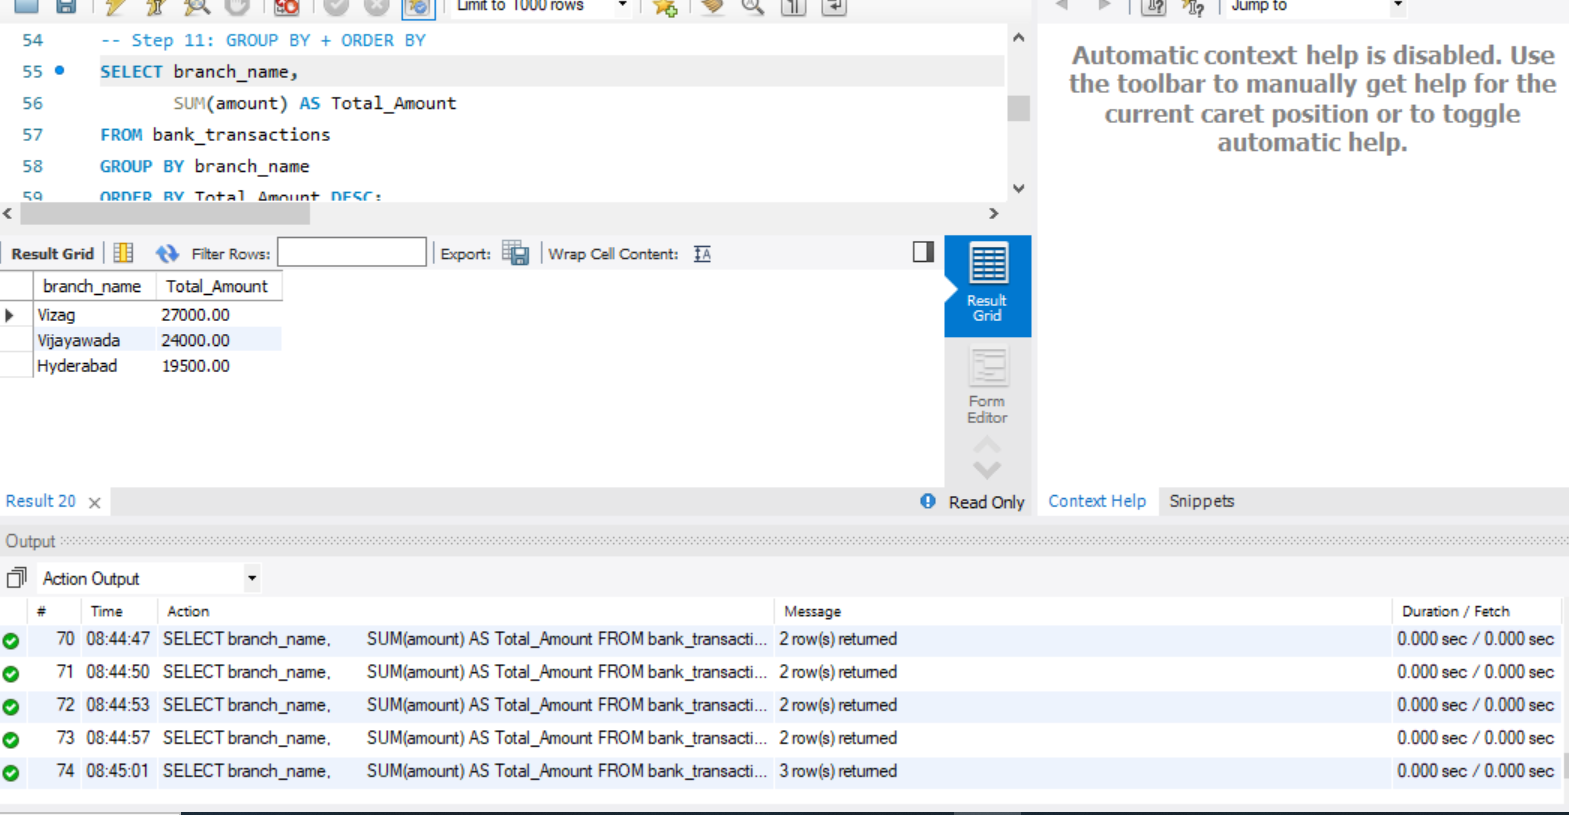 Limit to 1000 rows
Jump to
54 -- Step 11: GROUP BY + ORDER BY
55 SELECT branch_name,
56 SUM(amount) AS Total_Amount
57 FROM bank_transactions
58 GROUP BY branch_name
59 ORDER BY Total_Amount DESC;
Automatic context help is disabled. Use
the toolbar to manually get help for the
current caret position or to toggle
automatic help.
Result Grid Filter Rows: Export: Wrap Cell Content:
branch_name Total_Amount
Vizag 27000.00
Vijayawada 24000.00
Hyderabad 19500.00
Result
Grid
Form
Editor
Result 20
Read Only
Context Help Snippets
Output
Action Output
# Time Action Message Duration / Fetch
70 08:44:47 SELECT branch_name, SUM(amount) AS Total_Amount FROM bank_transacti... 2 row(s) returned 0.000 sec / 0.000 sec
71 08:44:50 SELECT branch_name, SUM(amount) AS Total_Amount FROM bank_transacti... 2 row(s) returned 0.000 sec / 0.000 sec
72 08:44:53 SELECT branch_name, SUM(amount) AS Total_Amount FROM bank_transacti... 2 row(s) returned 0.000 sec / 0.000 sec
73 08:44:57 SELECT branch_name, SUM(amount) AS Total_Amount FROM bank_transacti... 2 row(s) returned 0.000 sec / 0.000 sec
74 08:45:01 SELECT branch_name, SUM(amount) AS Total_Amount FROM bank_transacti... 3 row(s) returned 0.000 sec / 0.000 sec